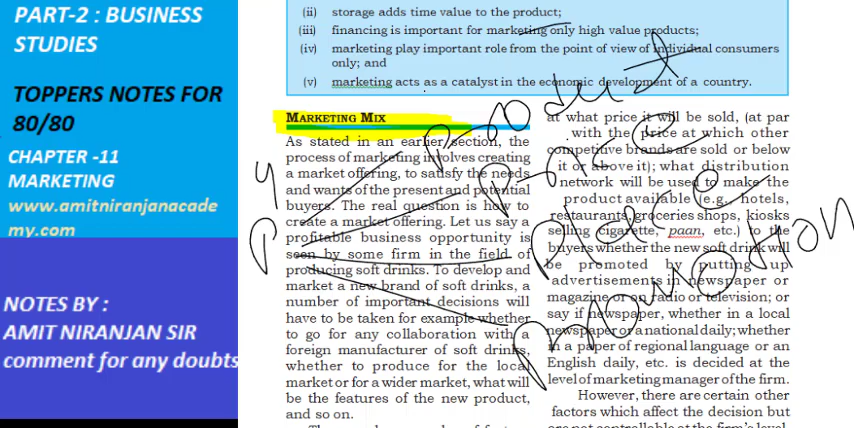 PART-2 : BUSINESS
STUDIES
TOPPERS NOTES FOR
80/80
CHAPTER -11
MARKETING
www.amitniranjanacade
my.com
NOTES BY :
AMIT NIRANJAN SIR
comment for any doubts
(ii) storage adds time value to the product;
(iii) financing is important for marketing only high value products;
(iv) marketing play important role from the point of view of individual consumers
only; and
(v) marketing acts as a catalyst in the economic development of a country.
MARKETING MIX
As stated in an earlier section, the
process of marketing involves creating
a market offering, to satisfy the needs
and wants of the present and potential
buyers. The real question is how to
create a market offering. Let us say a
profitable business opportunity is
seen by some firm in the field of
producing soft drinks. To develop and
market a new brand of soft drinks, a
number of important decisions will
have to be taken for example whether
to go for any collaboration with a
foreign manufacturer of soft drinks,
whether to produce for the local
market or for a wider market, what will
be the features of the new product,
and so on.
at what price it will be sold, (at par
with the price at which other
competitive brands are sold or below
it or above it); what distribution
network will be used to make the
product available (e.g., hotels,
restaurants, groceries shops, kiosks
selling cigarette, paan, etc.) to the
buyers whether the new soft drink will
be promoted by putting up
advertisements in newspaper or
magazine or on radio or television; or
say if newspaper, whether in a local
newspaper or a national daily; whether
in a paper of regional language or an
English daily, etc. is decided at the
level of marketing manager of the firm.
However, there are certain other
factors which affect the decision but
are not controllable at the firm's level.
4
P
Product
Price
Place
Promotion